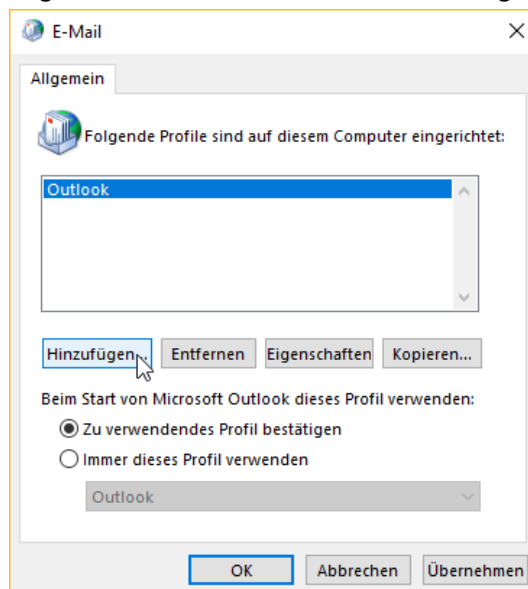 E-Mail
Allgemein
Folgende Profile sind auf diesem Computer eingerichtet:
Outlook
Hinzufügen... Entfernen Eigenschaften Kopieren...
Beim Start von Microsoft Outlook dieses Profil verwenden:
Zu verwendendes Profil bestätigen
Immer dieses Profil verwenden
Outlook
OK Abbrechen Übernehmen